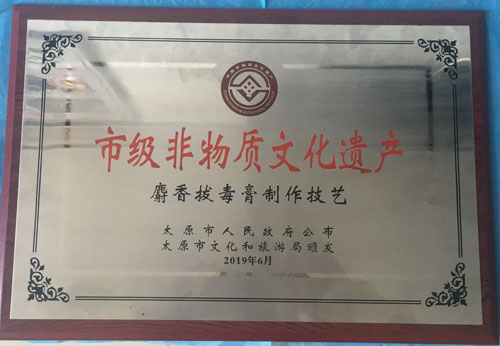 市级非物质文化遗产
麝香拔毒膏制作技艺
太原市人民政府公布
太原市文化和旅游局颁发
2019年6月